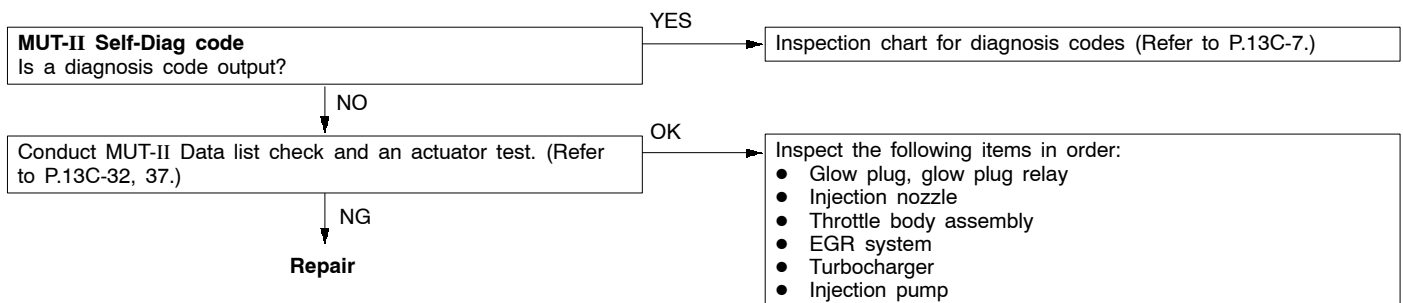 YES
MUT-II Self-Diag code
Is a diagnosis code output?
Inspection chart for diagnosis codes (Refer to P.13C-7.)
NO
OK
Conduct MUT-II Data list check and an actuator test. (Refer
to P.13C-32, 37.)
Inspect the following items in order:
● Glow plug, glow plug relay
● Injection nozzle
● Throttle body assembly
● EGR system
● Turbocharger
● Injection pump
NG
Repair